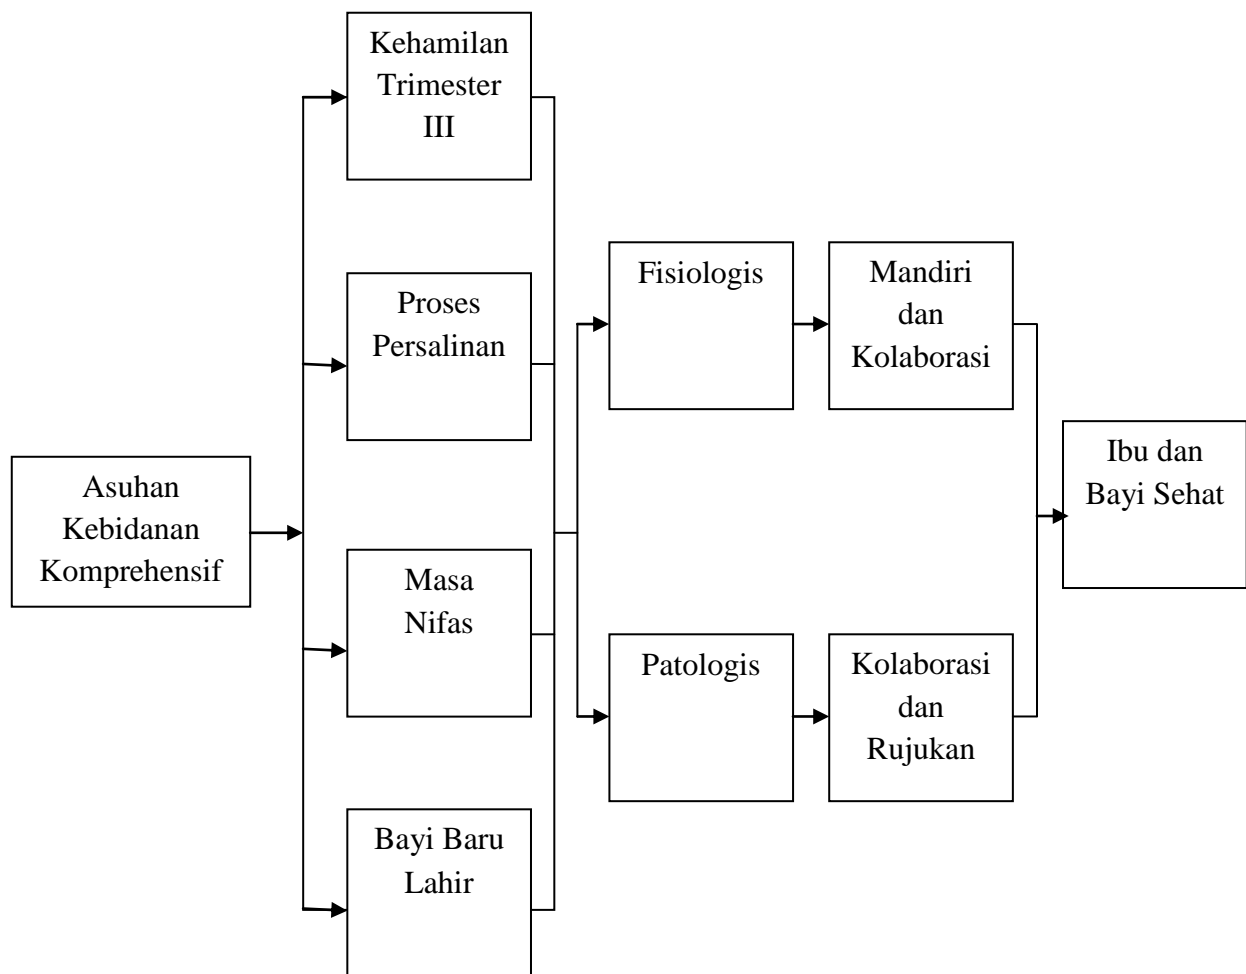 Kehamilan
Trimester
III
Proses
Persalinan
Masa
Nifas
Bayi Baru
Lahir
Asuhan
Kebidanan
Komprehensif
Fisiologis
Mandiri
dan
Kolaborasi
Patologis
Kolaborasi
dan
Rujukan
Ibu dan
Bayi Sehat